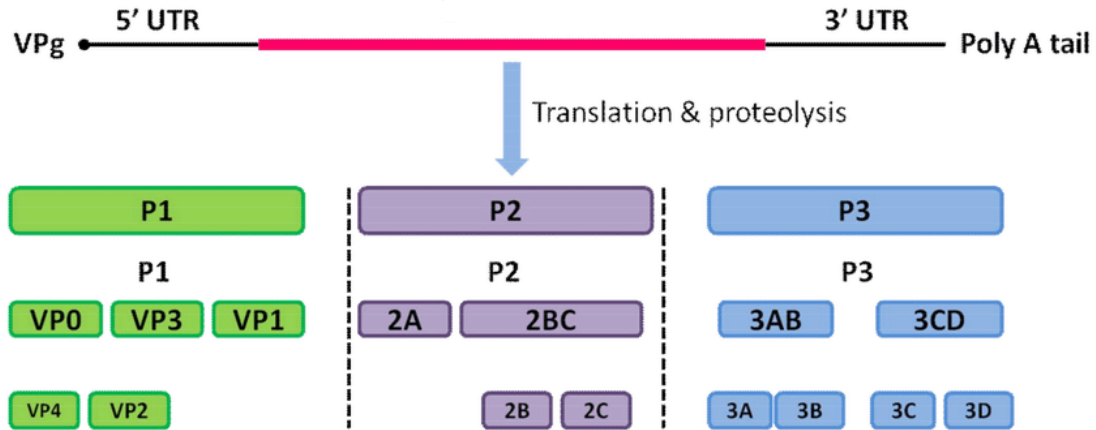 5’ UTR 3’ UTR
VPg Poly A tail
Translation & proteolysis
P1 P2 P3
P1 P2 P3
VP0 VP3 VP1 2A 2BC 3AB 3CD
VP4 VP2 2B 2C 3A 3B 3C 3D